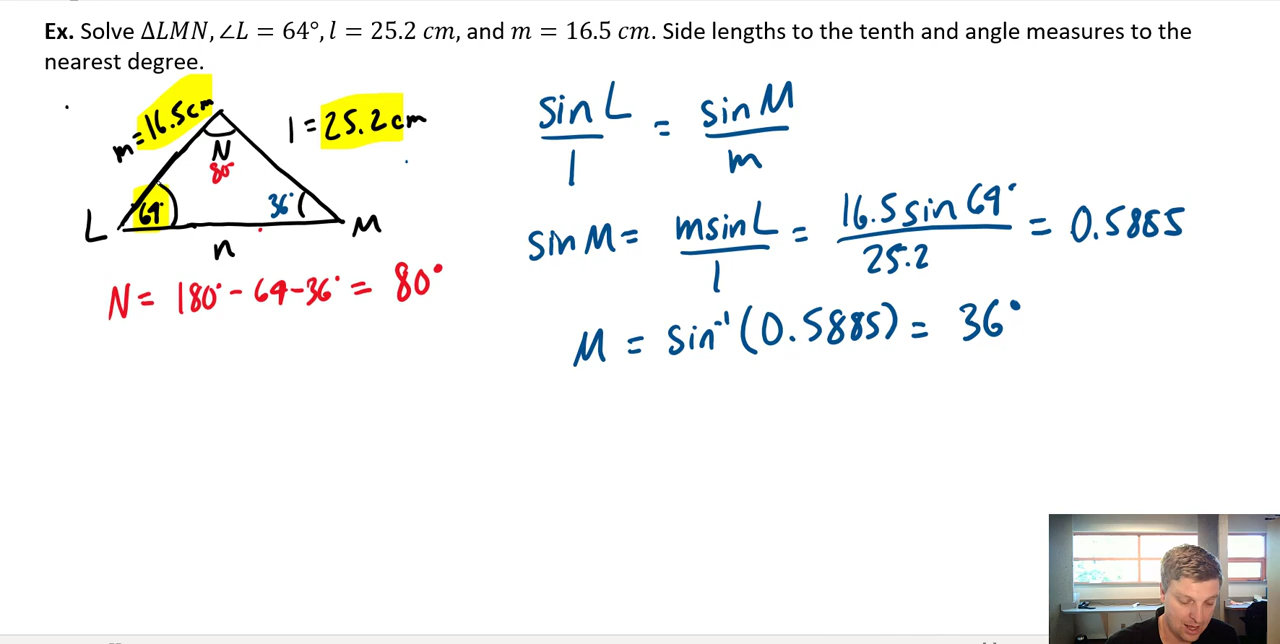 Ex. Solve ΔLMN, ∠L = 64°, l = 25.2 cm, and m = 16.5 cm. Side lengths to the tenth and angle measures to the
nearest degree.
m=16.5cm
l = 25.2cm
N
80°
64°
36°
L
M
n
N = 180° - 64 - 36° = 80°
sin L / l = sin M / m
sin M = m sin L / l = 16.5 sin 64° / 25.2 = 0.5885
M = sin⁻¹(0.5885) = 36°